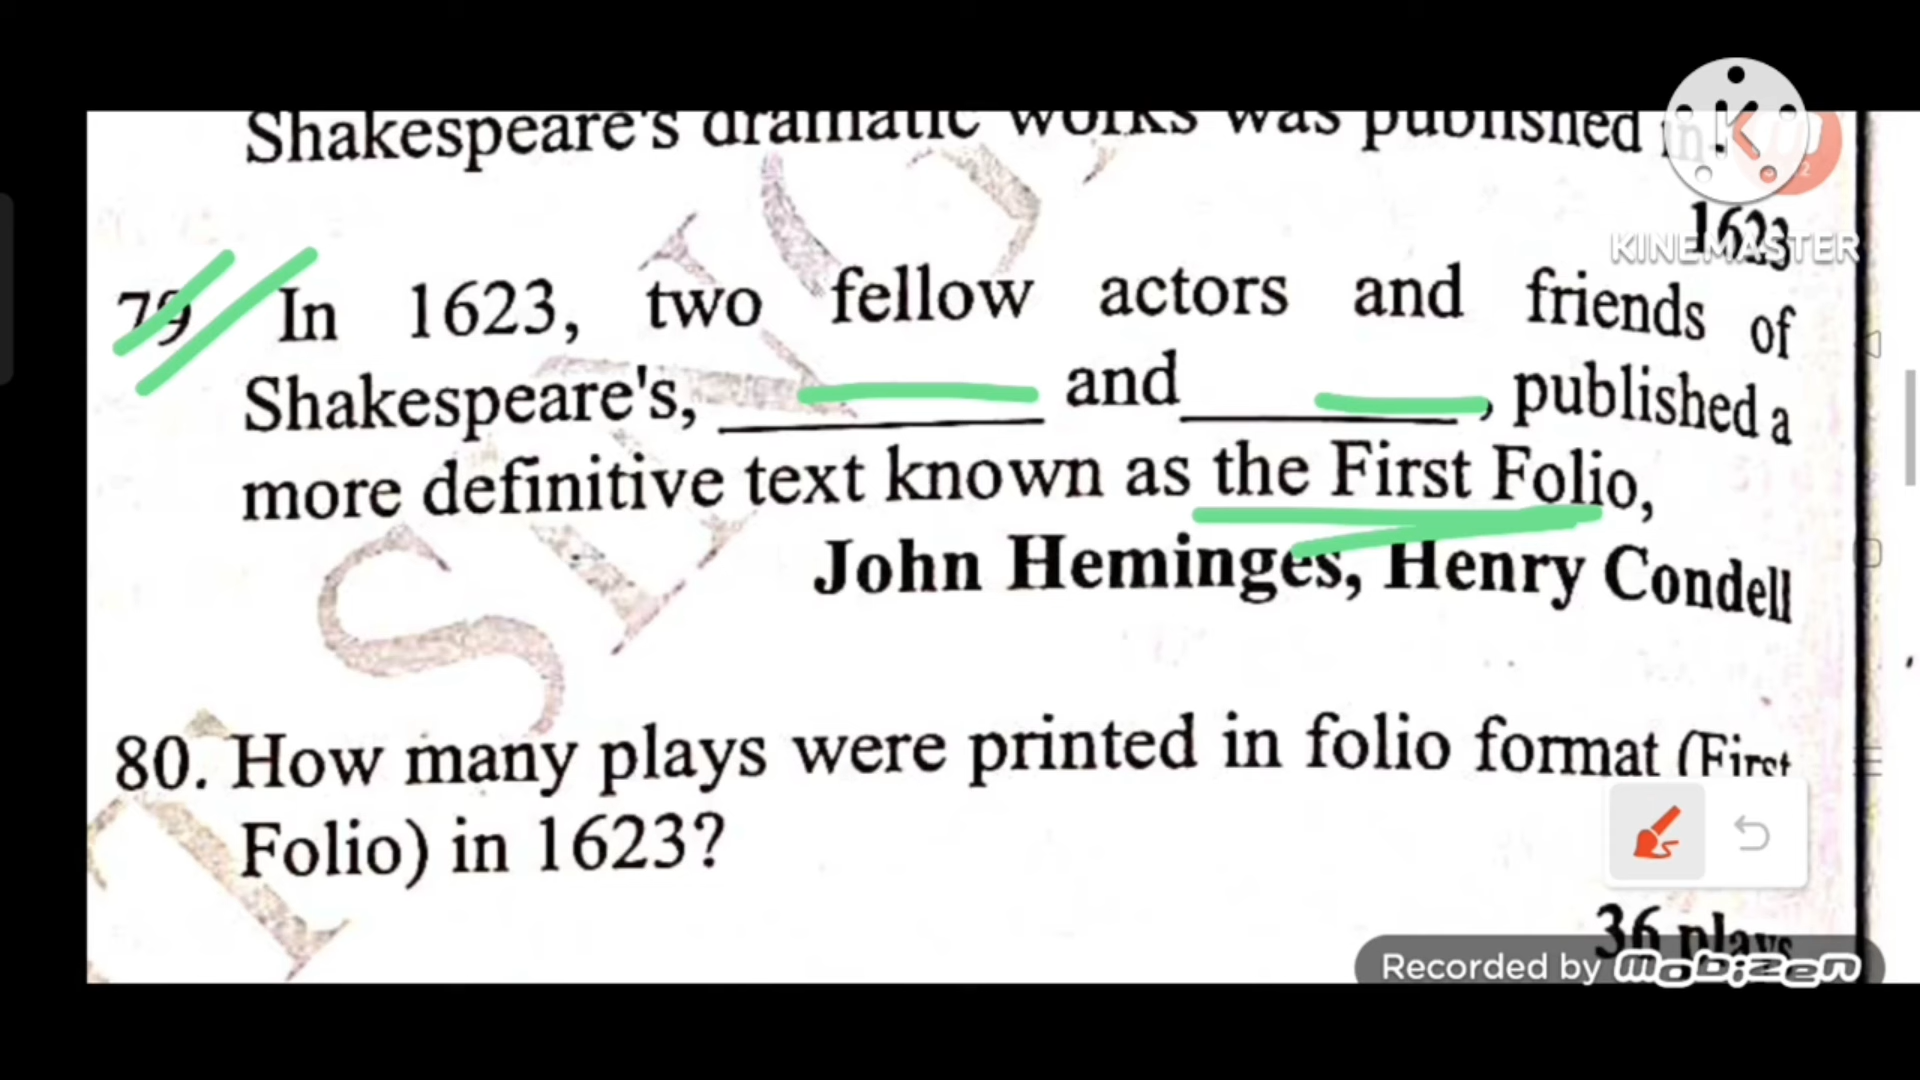 Shakespeare's dramatic works was published in:
1623
KINEMASTER
79 In 1623, two fellow actors and friends of
Shakespeare's, __________ and __________, published a
more definitive text known as the First Folio,
John Heminges, Henry Condell
80. How many plays were printed in folio format (First
Folio) in 1623?
36 plays
Recorded by mobizen